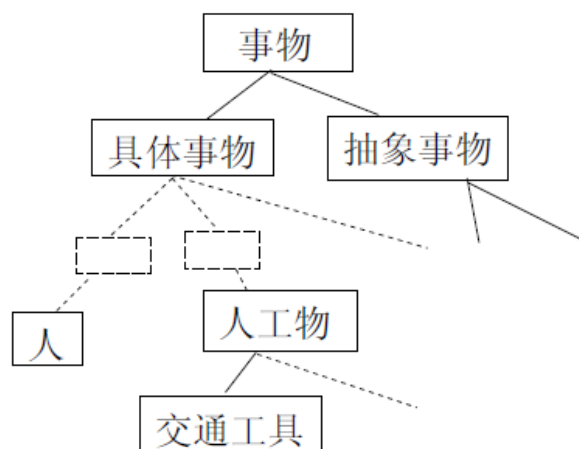 事物
具体事物
抽象事物
人
人工物
交通工具